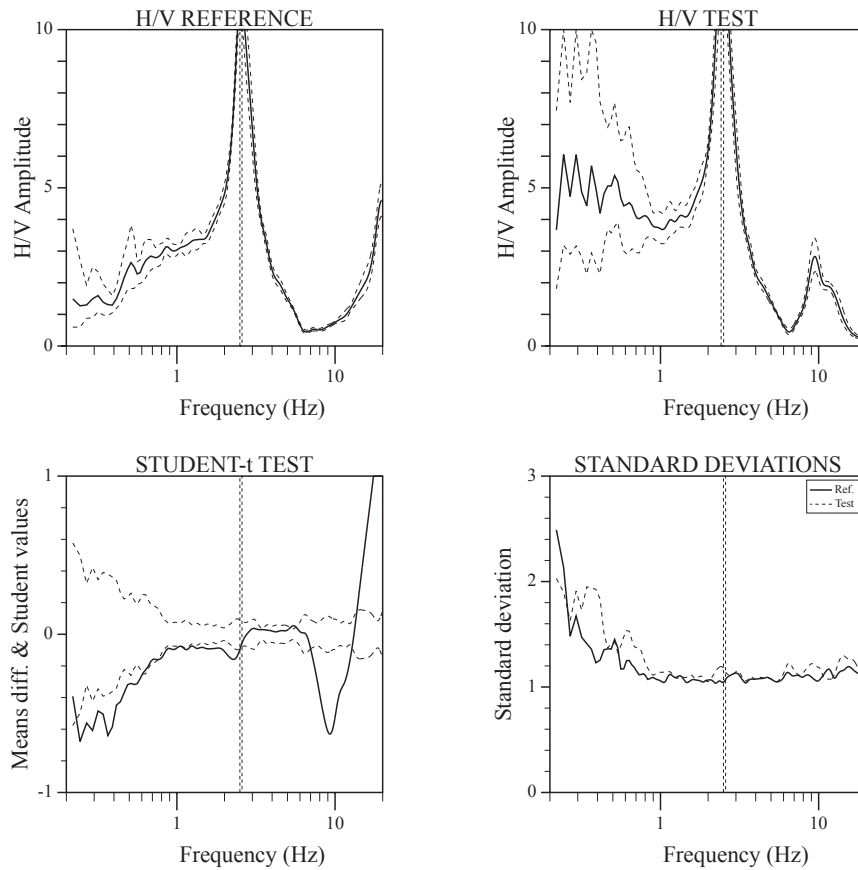 H/V REFERENCE
H/V Amplitude
10
5
0
1
10
Frequency (Hz)
H/V TEST
H/V Amplitude
10
5
0
1
10
Frequency (Hz)
STUDENT-t TEST
Means diff. & Student values
1
0
-1
1
10
Frequency (Hz)
STANDARD DEVIATIONS
Standard deviation
3
2
1
0
1
10
Frequency (Hz)
Ref.
Test